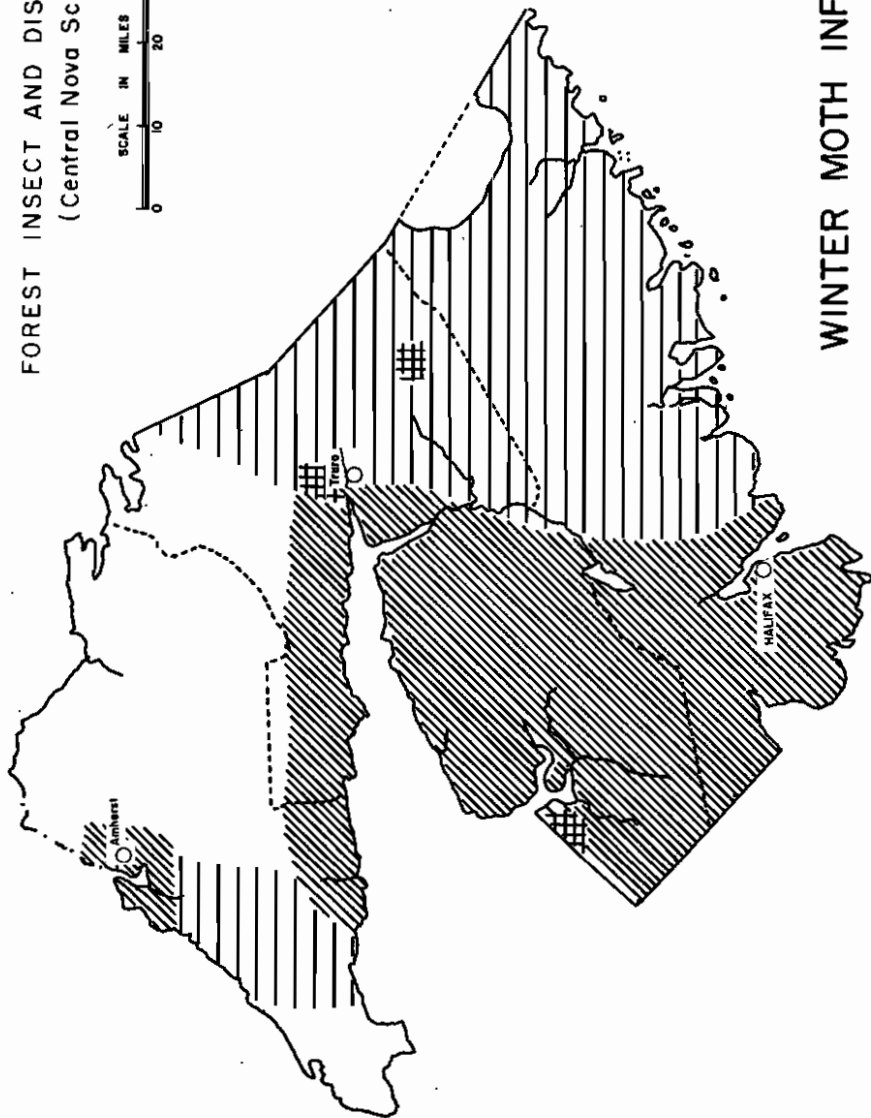 FOREST INSECT AND DIS
(Central Nova Sc
SCALE IN MILES
0 10 20
Amherst
Truro
HALIFAX
WINTER MOTH INF